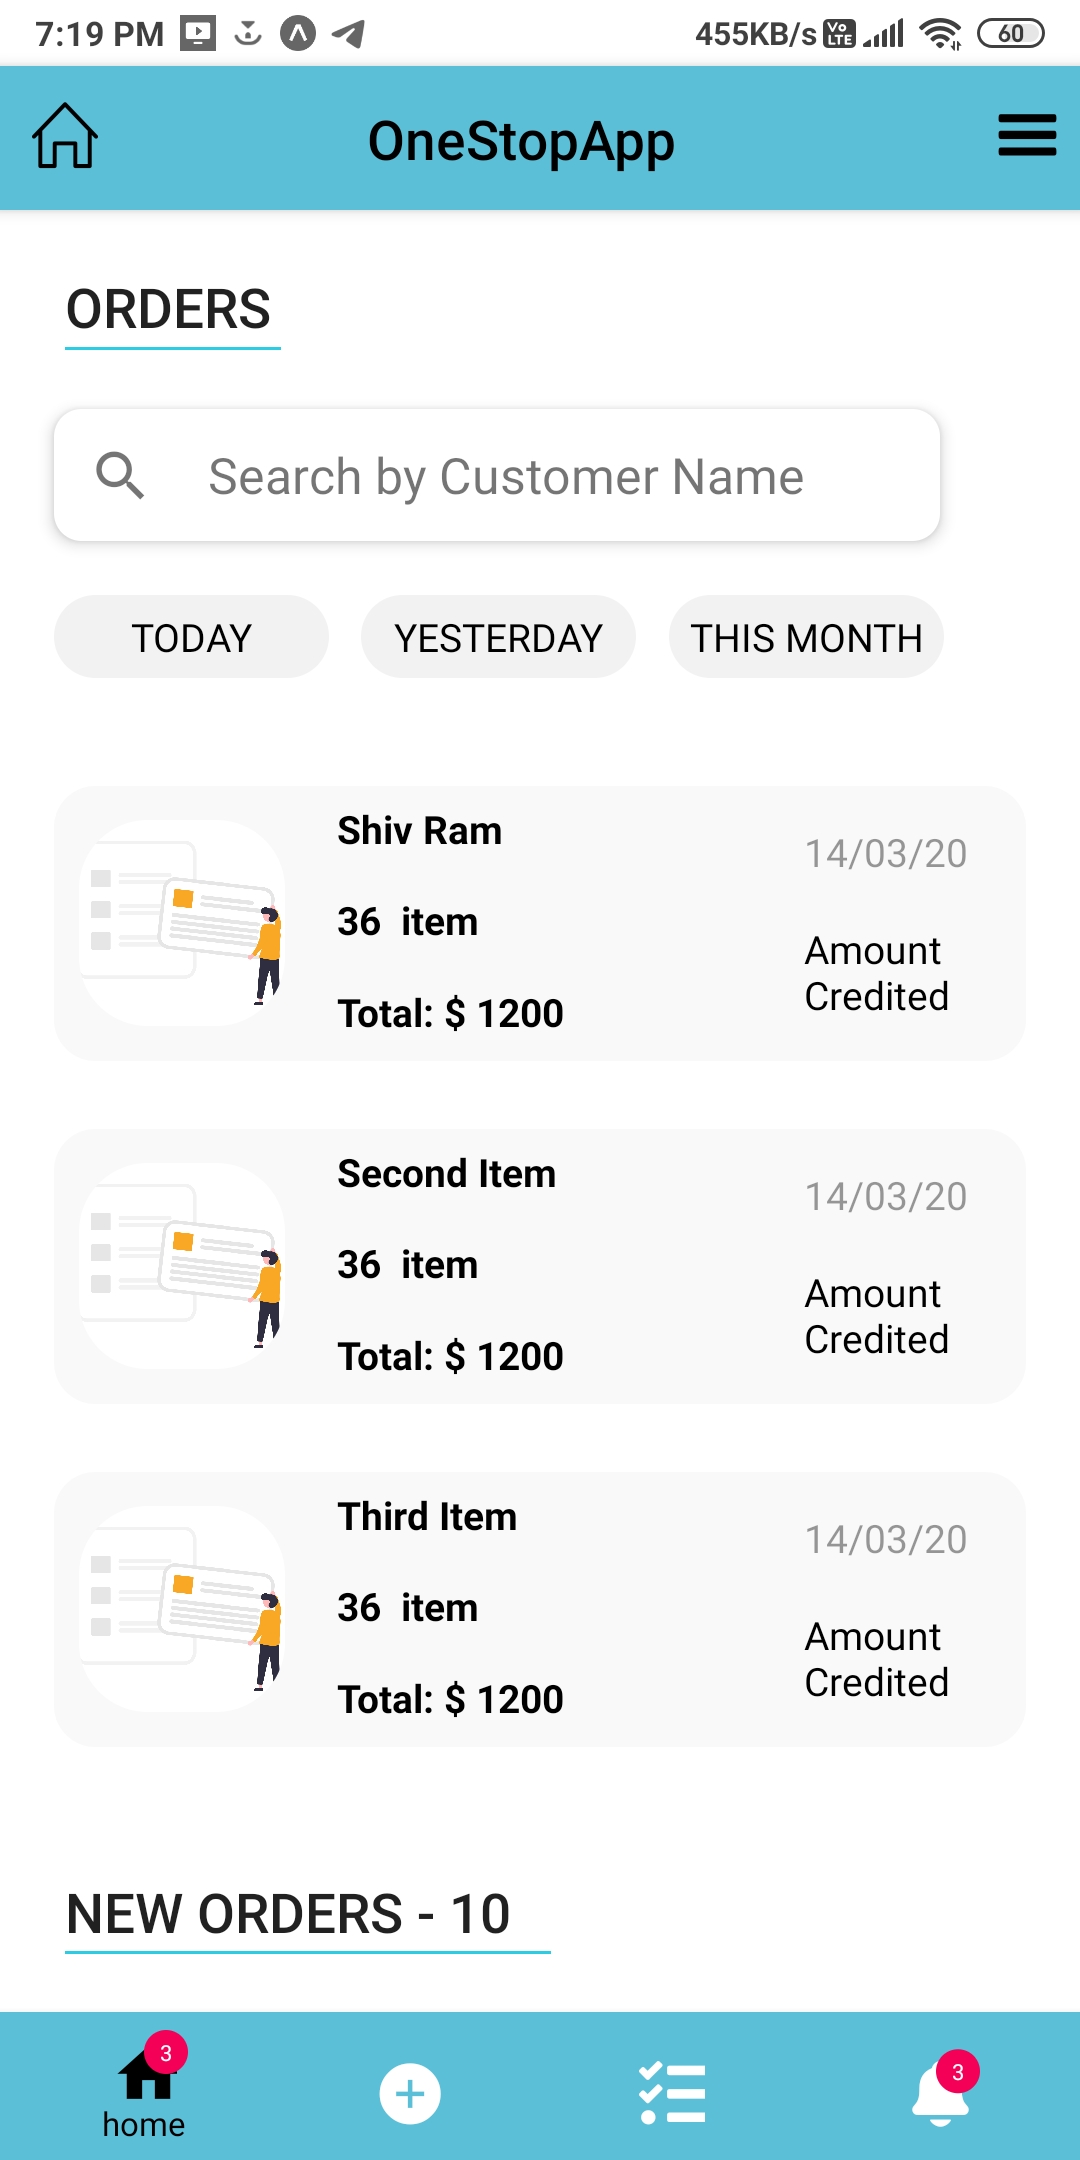 7:19 PM
455KB/s
Vo
LTE
60
OneStopApp
ORDERS
Search by Customer Name
TODAY
YESTERDAY
THIS MONTH
Shiv Ram
14/03/20
36 item
Amount
Credited
Total: $ 1200
Second Item
14/03/20
36 item
Amount
Credited
Total: $ 1200
Third Item
14/03/20
36 item
Amount
Credited
Total: $ 1200
NEW ORDERS - 10
3
home
3